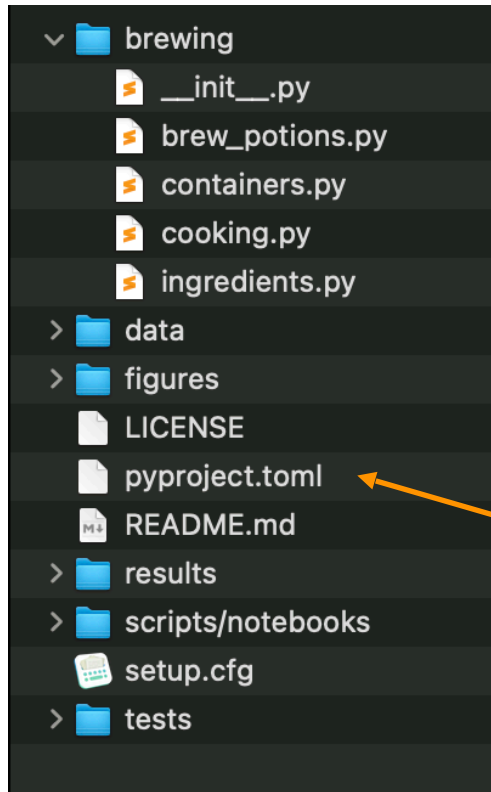 brewing
__init__.py
brew_potions.py
containers.py
cooking.py
ingredients.py
data
figures
LICENSE
pyproject.toml
README.md
results
scripts/notebooks
setup.cfg
tests